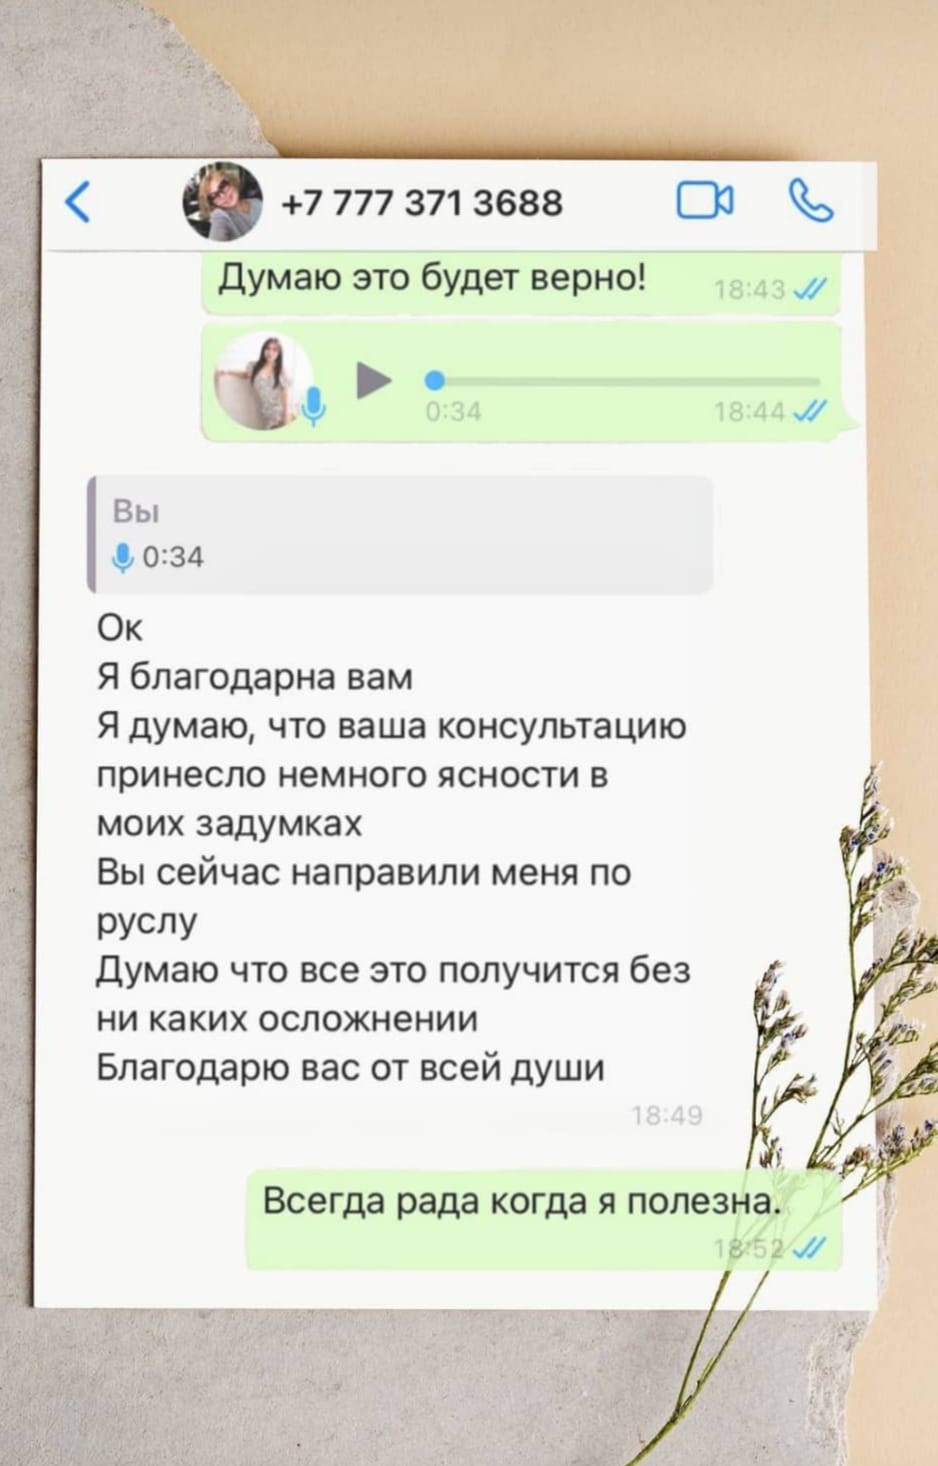 +7 777 371 3688
Думаю это будет верно!
18:43
0:34
18:44
Вы
0:34
Ок
Я благодарна вам
Я думаю, что ваша консультацию
принесло немного ясности в
моих задумках
Вы сейчас направили меня по
руслу
Думаю что все это получится без
ни каких осложнении
Благодарю вас от всей души
18:49
Всегда рада когда я полезна.
18:52